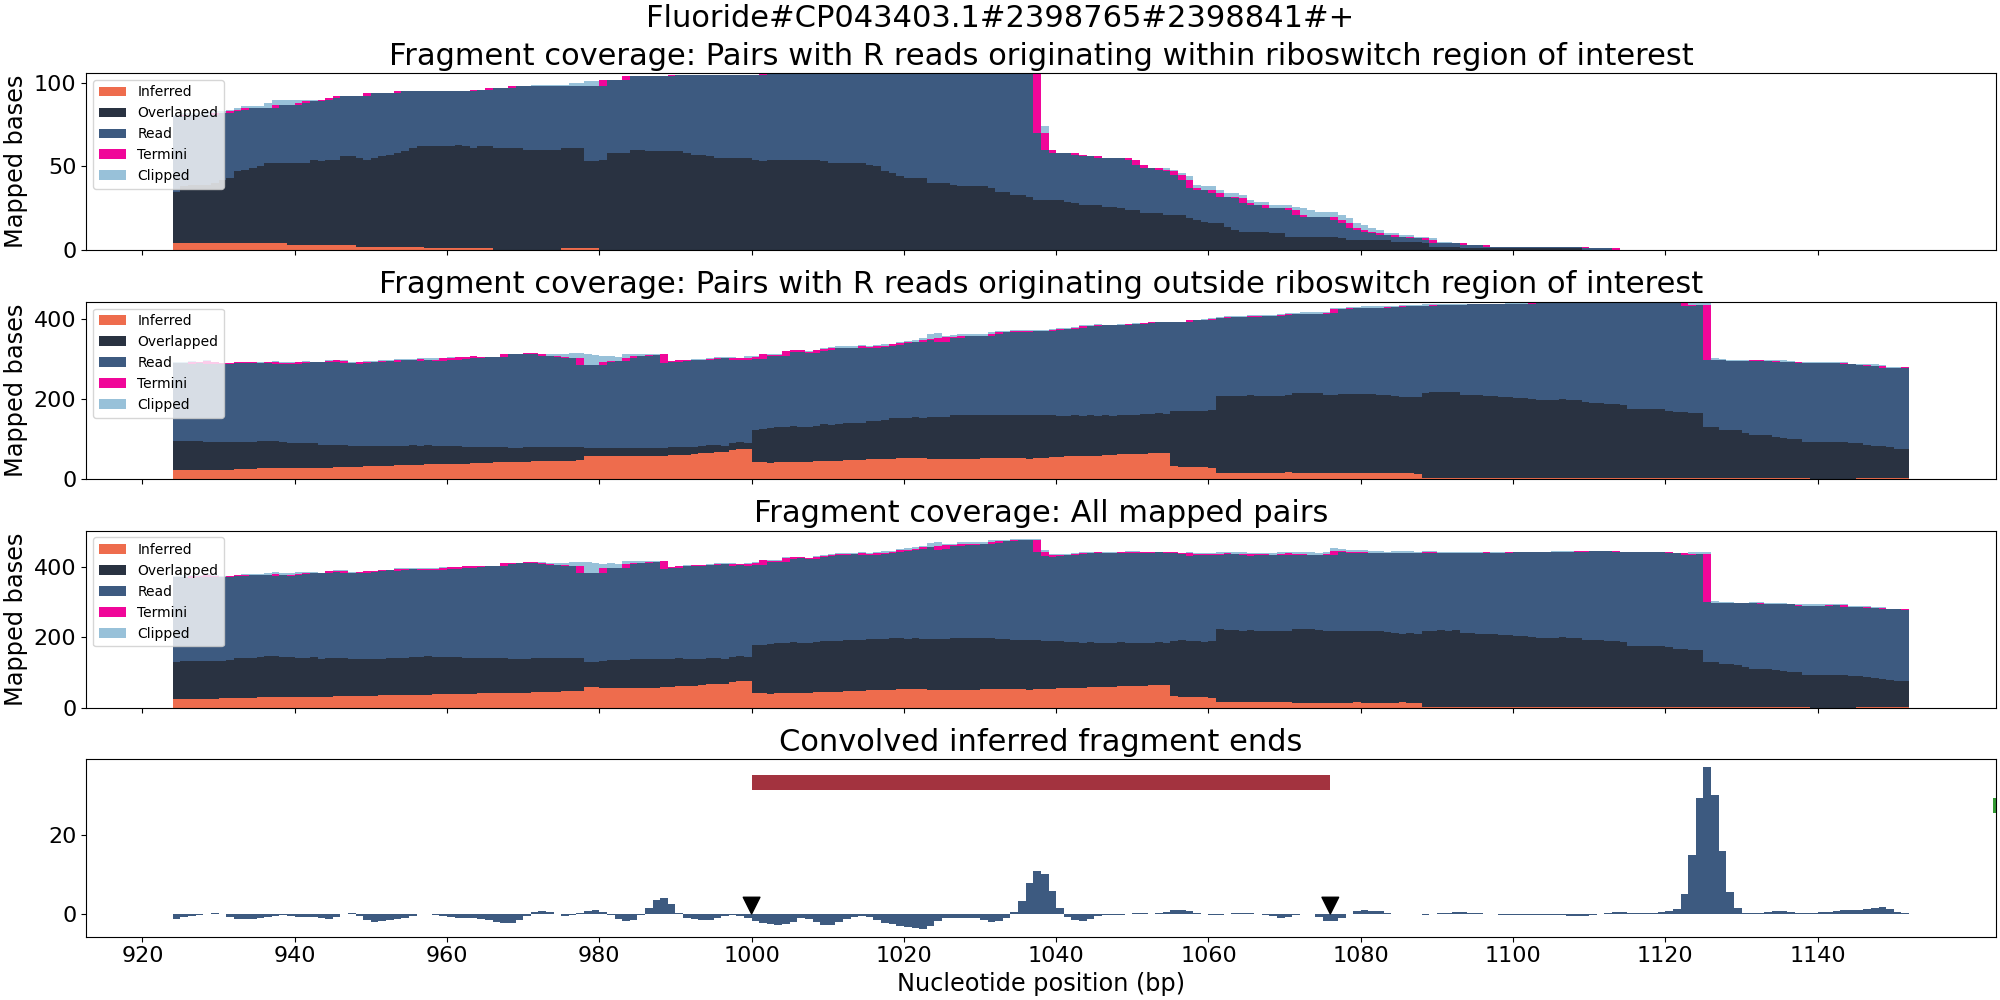 Fluoride#CP043403.1#2398765#2398841#+
Fragment coverage: Pairs with R reads originating within riboswitch region of interest
Mapped bases
100
50
0
Inferred
Overlapped
Read
Termini
Clipped
Fragment coverage: Pairs with R reads originating outside riboswitch region of interest
Mapped bases
400
200
0
Inferred
Overlapped
Read
Termini
Clipped
Fragment coverage: All mapped pairs
Mapped bases
400
200
0
Inferred
Overlapped
Read
Termini
Clipped
Convolved inferred fragment ends
20
0
920 940 960 980 1000 1020 1040 1060 1080 1100 1120 1140
Nucleotide position (bp)